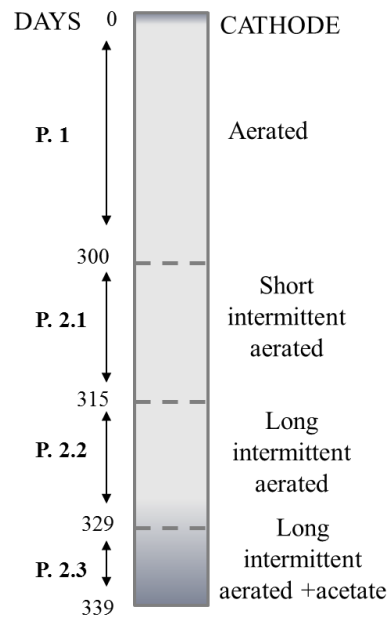 DAYS 0 CATHODE
P. 1 Aerated
300
P. 2.1 Short
intermittent
aerated
315
P. 2.2 Long
intermittent
aerated
329
P. 2.3 Long
intermittent
aerated +acetate
339